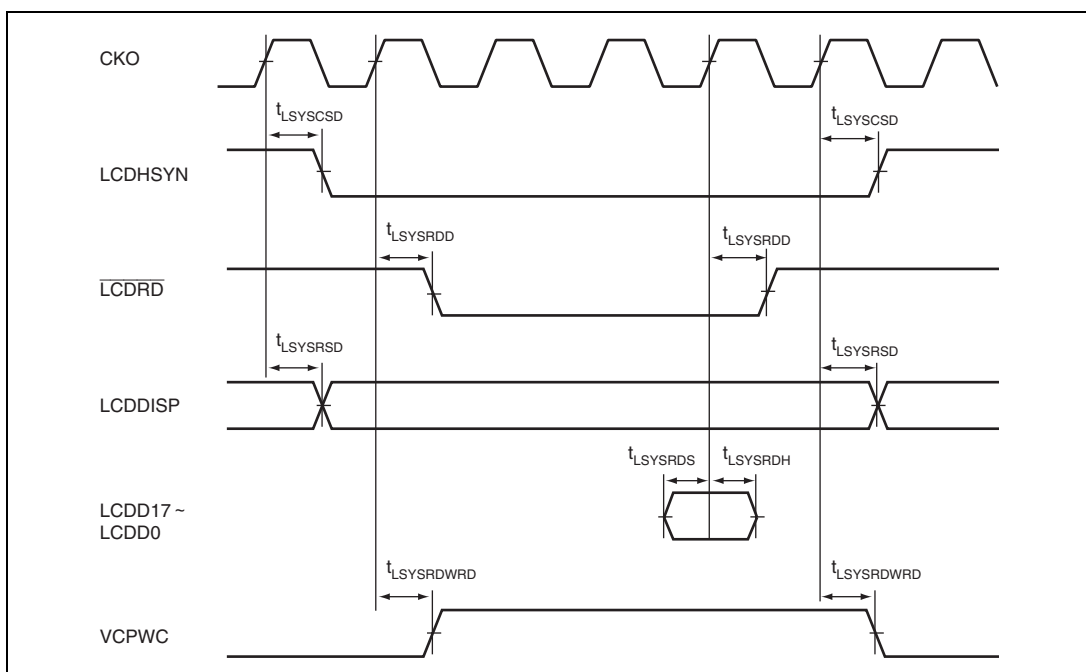 CKO
tLSYSCSD tLSYSCSD
LCDHSYN
tLSYSRDD tLSYSRDD
LCDRD
tLSYSRSD tLSYSRSD
LCDDISP
tLSYSRDS tLSYSRDH
LCDD17 ~
LCDD0
tLSYSRDWRD tLSYSRDWRD
VCPWC